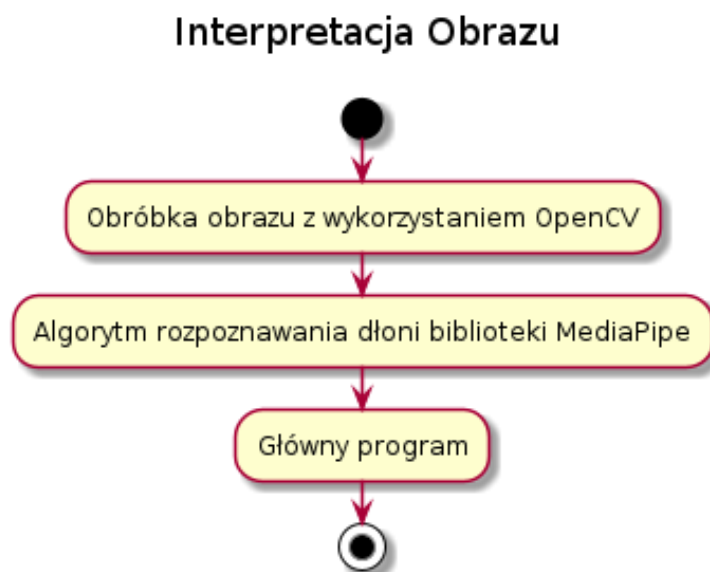 Interpretacja Obrazu
Obróbka obrazu z wykorzystaniem OpenCV
Algorytm rozpoznawania dłoni biblioteki MediaPipe
Główny program